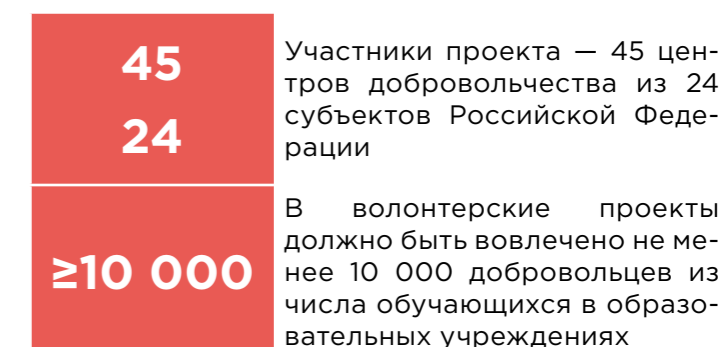 45
24
Участники проекта — 45 цен-
тров добровольчества из 24
субъектов Российской Феде-
рации
≥10 000
В волонтерские проекты
должно быть вовлечено не ме-
нее 10 000 добровольцев из
числа обучающихся в образо-
вательных учреждениях